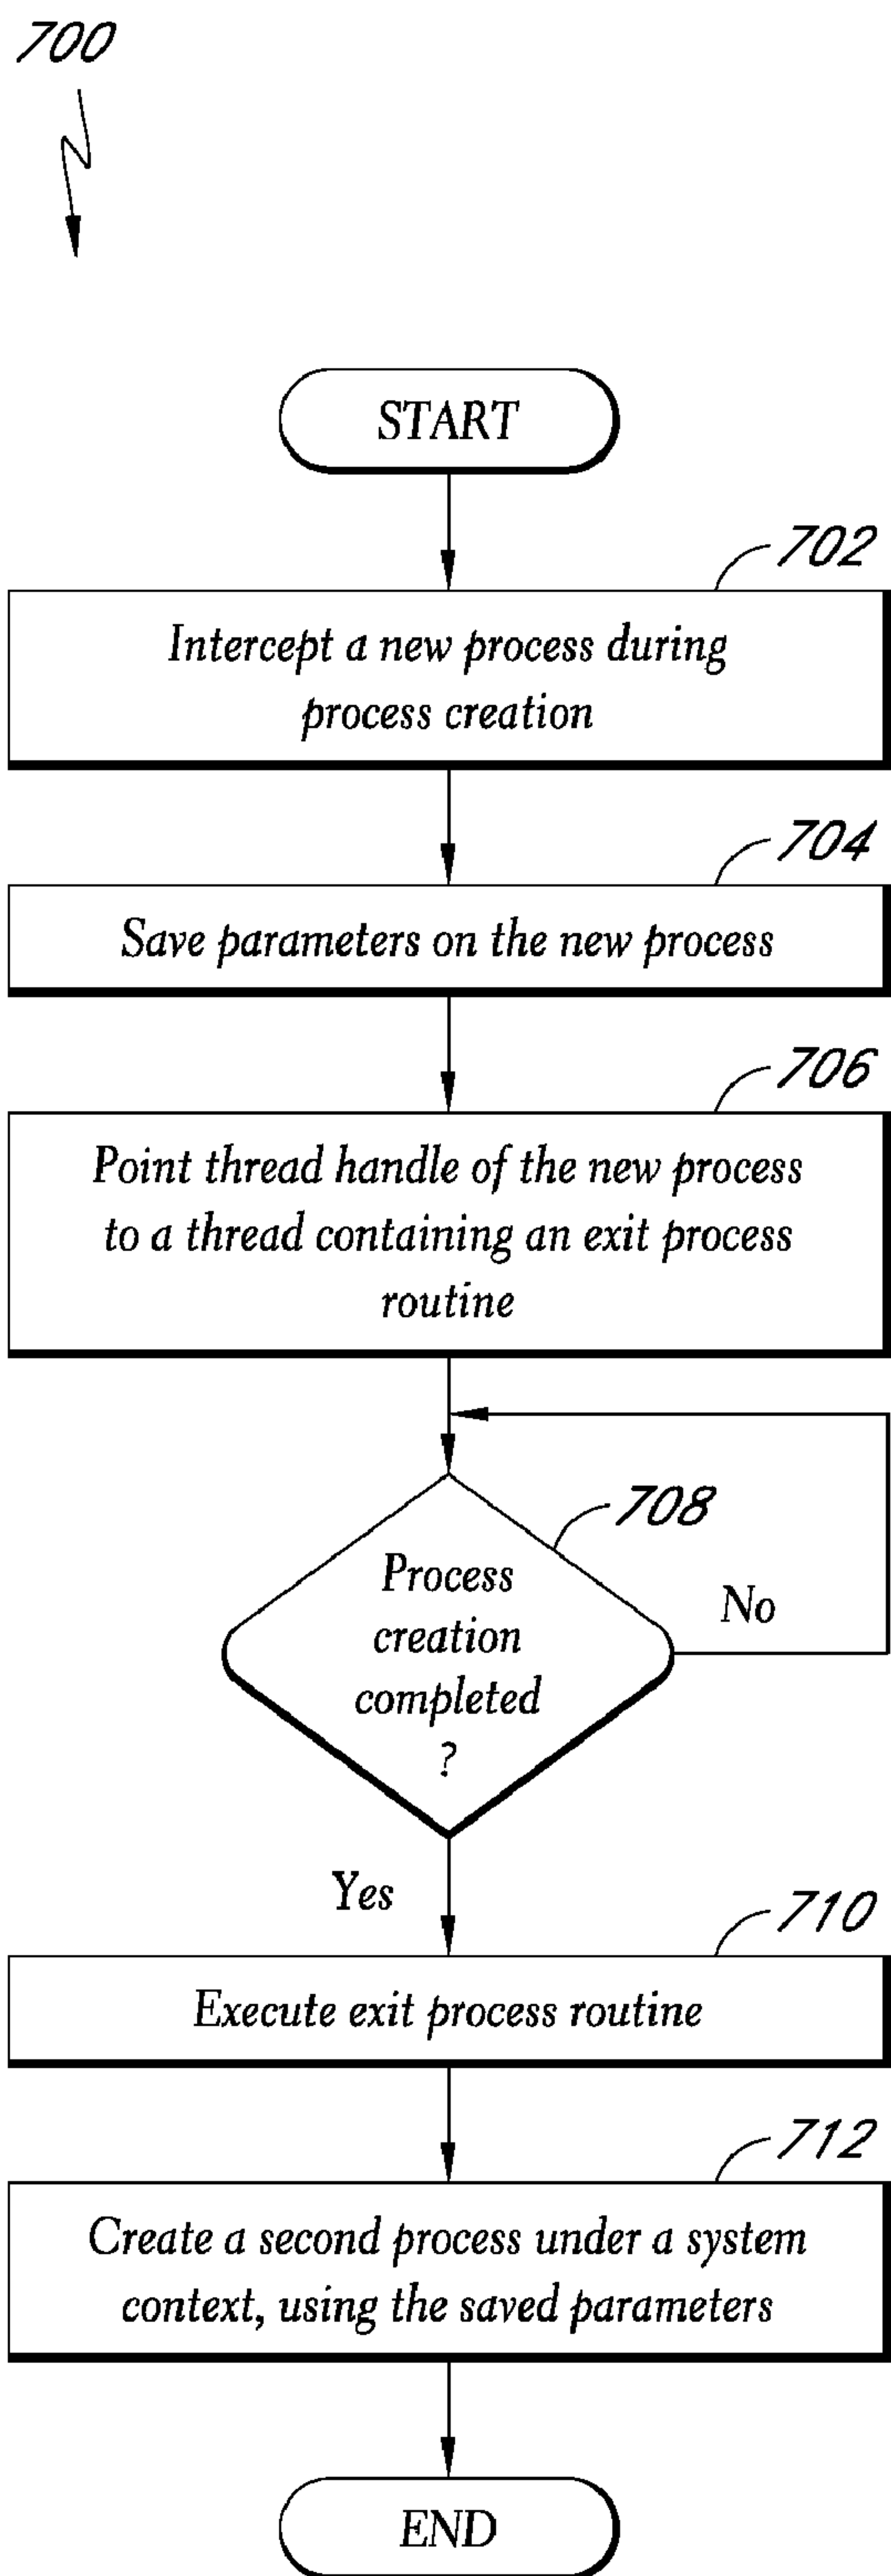 700
START
702
Intercept a new process during
process creation
704
Save parameters on the new process
706
Point thread handle of the new process
to a thread containing an exit process
routine
708
Process
creation
completed
?
No
Yes
710
Execute exit process routine
712
Create a second process under a system
context, using the saved parameters
END